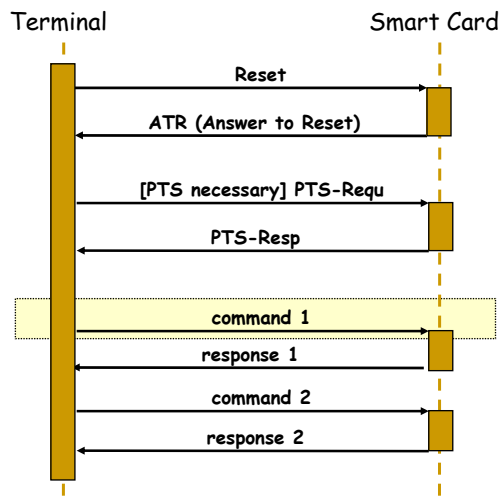 Terminal
Smart Card
Reset
ATR (Answer to Reset)
[PTS necessary] PTS-Requ
PTS-Resp
command 1
response 1
command 2
response 2